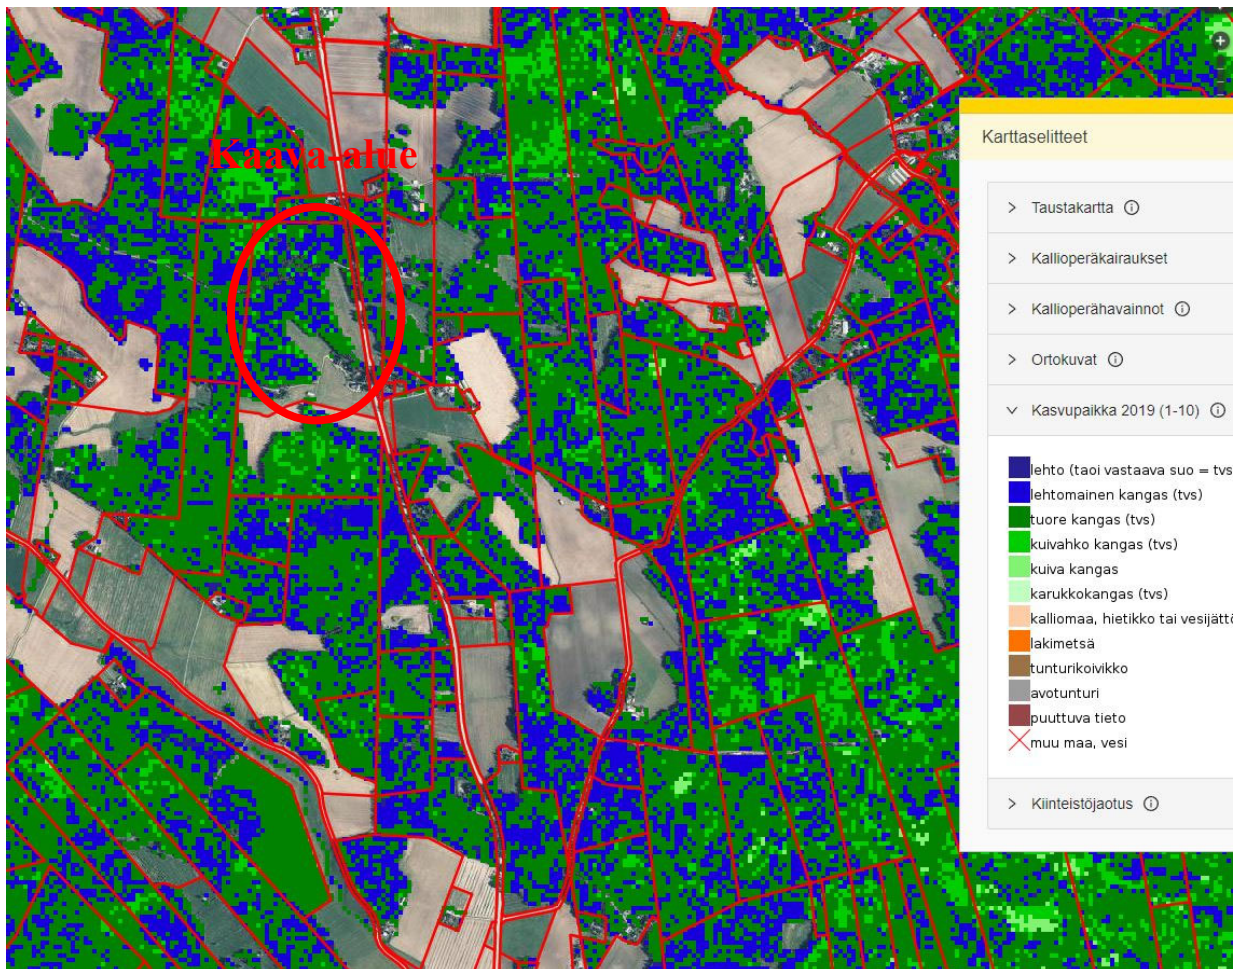 Kaava-alue
Karttaselitteet
Taustakartta
Kallioperäkairaukset
Kallioperähavainnot
Ortokuvat
Kasvupaikka 2019 (1-10)
lehto (taoi vastaava suo = tvs
lehtomainen kangas (tvs)
tuore kangas (tvs)
kuivahko kangas (tvs)
kuiva kangas
karukkokangas (tvs)
kalliomaa, hietikko tai vesijättö
lakimetsä
tunturikoivikko
avotunturi
puuttuva tieto
muu maa, vesi
Kiinteistöjaotus